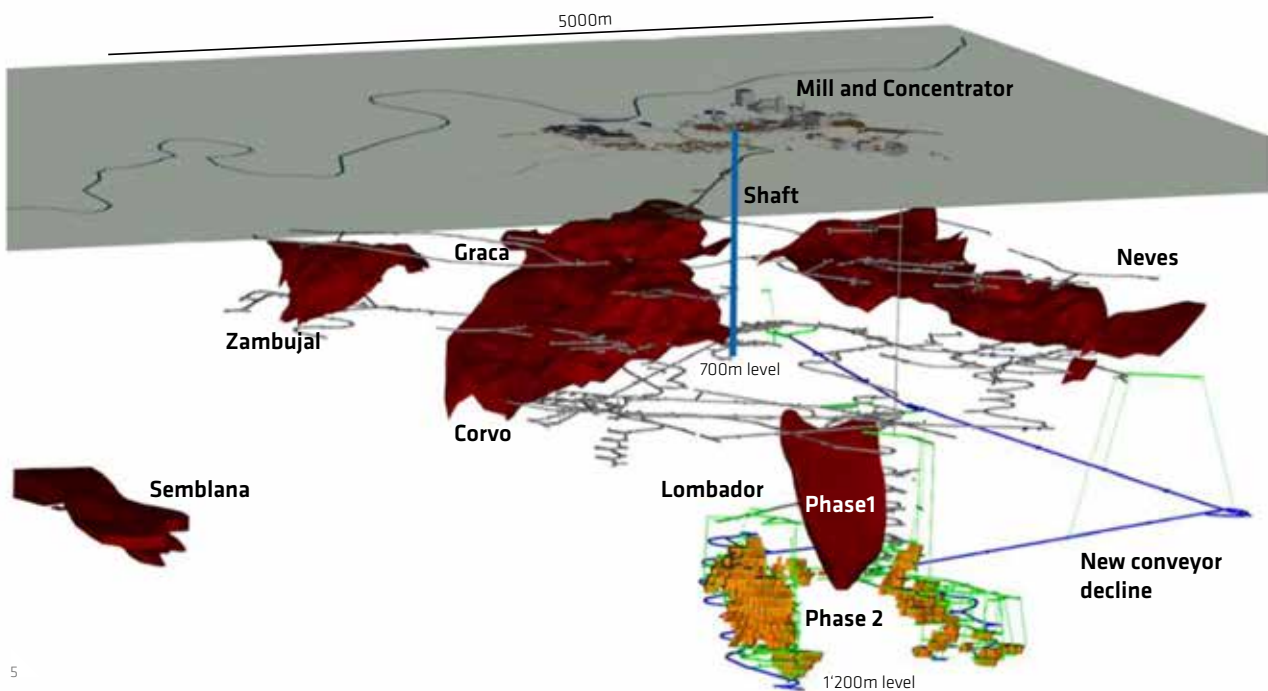 5000m
Mill and Concentrator
Shaft
Graca
Neves
Zambujal
700m level
Corvo
Semblana
Lombador
Phase1
New conveyor
decline
Phase 2
5
1'200m level